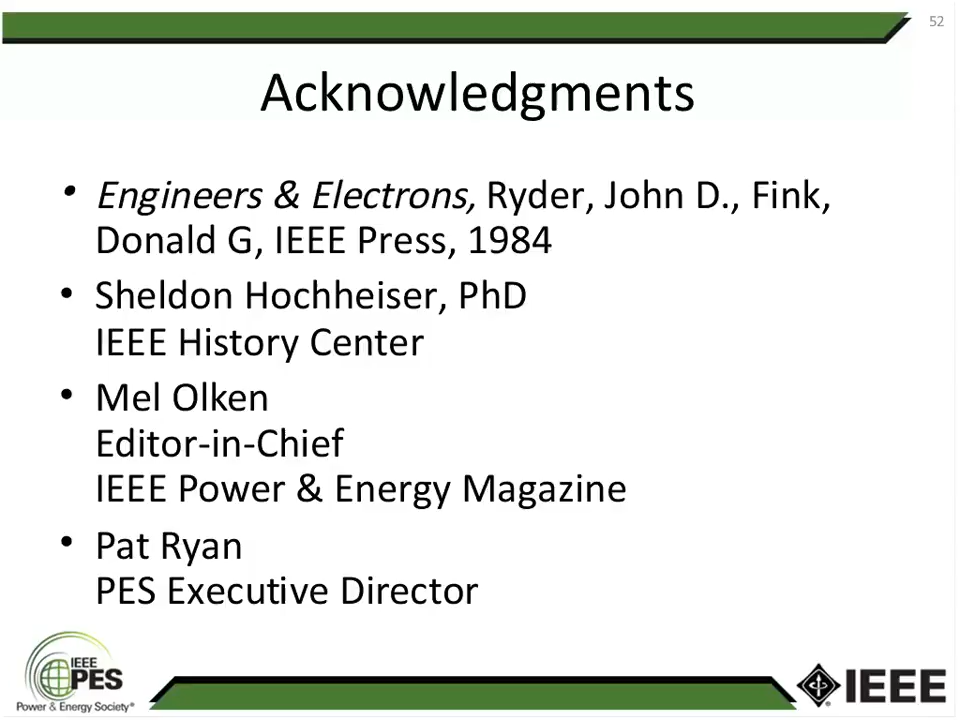 52
Acknowledgments
• Engineers & Electrons, Ryder, John D., Fink,
Donald G, IEEE Press, 1984
• Sheldon Hochheiser, PhD
IEEE History Center
• Mel Olken
Editor-in-Chief
IEEE Power & Energy Magazine
• Pat Ryan
PES Executive Director
IEEE
PES
Power & Energy Society®
IEEE